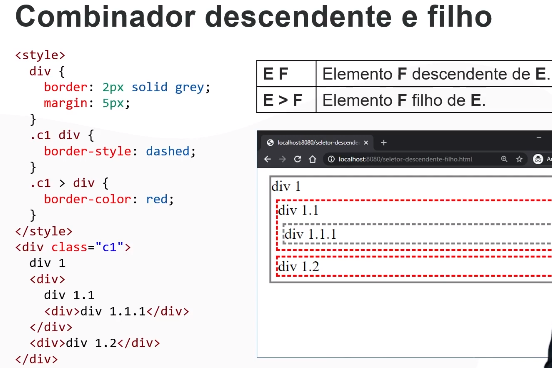 Combinador descendente e filho
<style>
div {
border: 2px solid grey;
margin: 5px;
}
.c1 div {
border-style: dashed;
}
.c1 > div {
border-color: red;
}
</style>
<div class="c1">
div 1
<div>
div 1.1
<div>div 1.1.1</div>
</div>
<div>div 1.2</div>
</div>
E F Elemento F descendente de E.
E > F Elemento F filho de E.
localhost:8080/seletor-descende
localhost:8080/seletor-descendente-filho.html
div 1
div 1.1
div 1.1.1
div 1.2